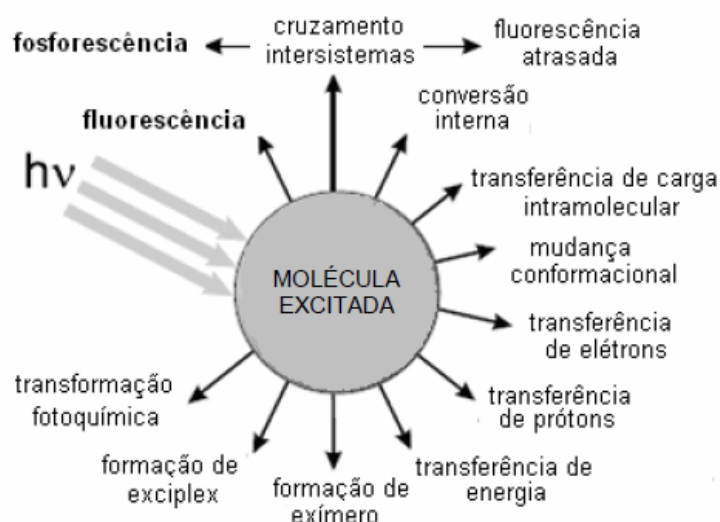 cruzamento
intersistemas
fosforescência
fluorescência
atrasada
fluorescência
conversão
interna
hν
transferência de carga
intramolecular
MOLÉCULA
EXCITADA
mudança
conformacional
transferência
de elétrons
transformação
fotoquímica
transferência
de prótons
formação de
exciplex
formação de
exímero
transferência de
energia